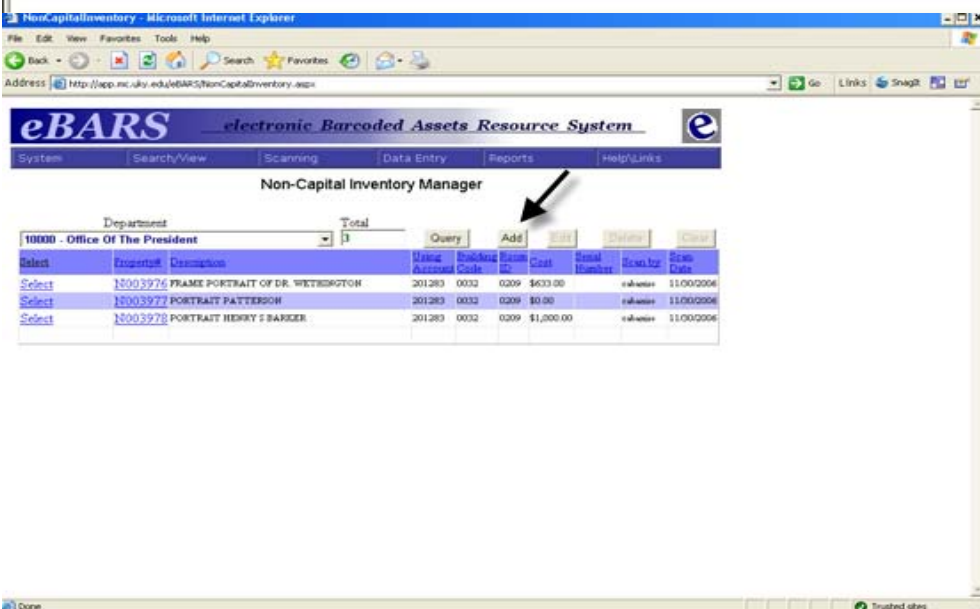 NonCapitalInventory - Microsoft Internet Explorer
File Edit View Favorites Tools Help
Back Search Favorites
Address http://app.mc.uky.edu/eBARS/NonCapitalInventory.aspx Go Links SnagIt
eBARS electronic Barcoded Assets Resource System e
System Search/View Scanning Data Entry Reports Help\Links
Non-Capital Inventory Manager
Department Total
10000 - Office Of The President 3 Query Add Edit Delete Clear
Select Property# Description Using Account Building Code Room ID Cost Serial Number Scan by Scan Date
Select N003976 FRAME PORTRAIT OF DR. WETHINGTON 201283 0032 0209 $633.00 11/30/2006
Select N003977 PORTRAIT PATTERSON 201283 0032 0209 $0.00 11/30/2006
Select N003978 PORTRAIT HENRY S BARKER 201283 0032 0209 $1,000.00 11/30/2006
Done Trusted sites